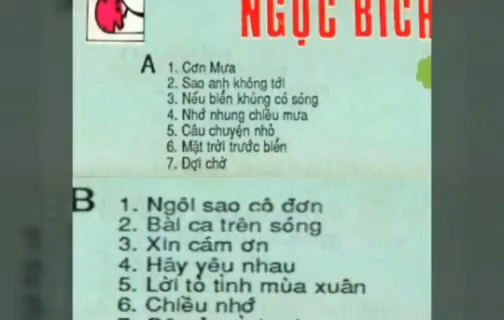 NGỌC BÍCH
A
1. Cơn Mưa
2. Sao anh không tới
3. Nếu biển không có sóng
4. Nhớ nhung chiều mưa
5. Câu chuyện nhỏ
6. Mặt trời trước biển
7. Đợi chờ
B
1. Ngôi sao cô đơn
2. Bài ca trên sóng
3. Xin cám ơn
4. Hãy yêu nhau
5. Lời tỏ tình mùa xuân
6. Chiều nhớ